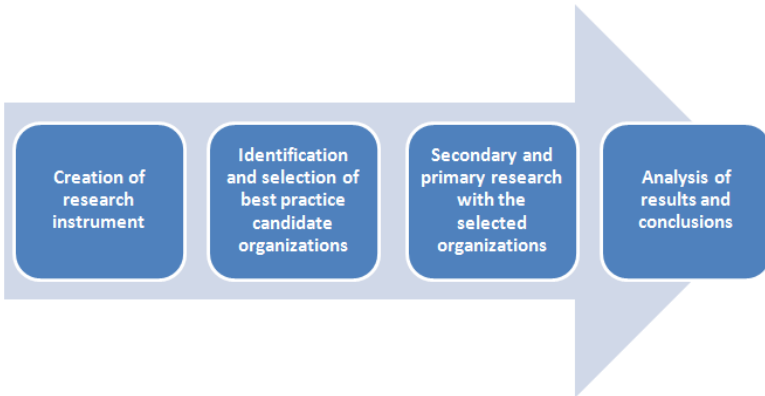 Creation of
research
instrument
Identification
and selection of
best practice
candidate
organizations
Secondary and
primary research
with the
selected
organizations
Analysis of
results and
conclusions